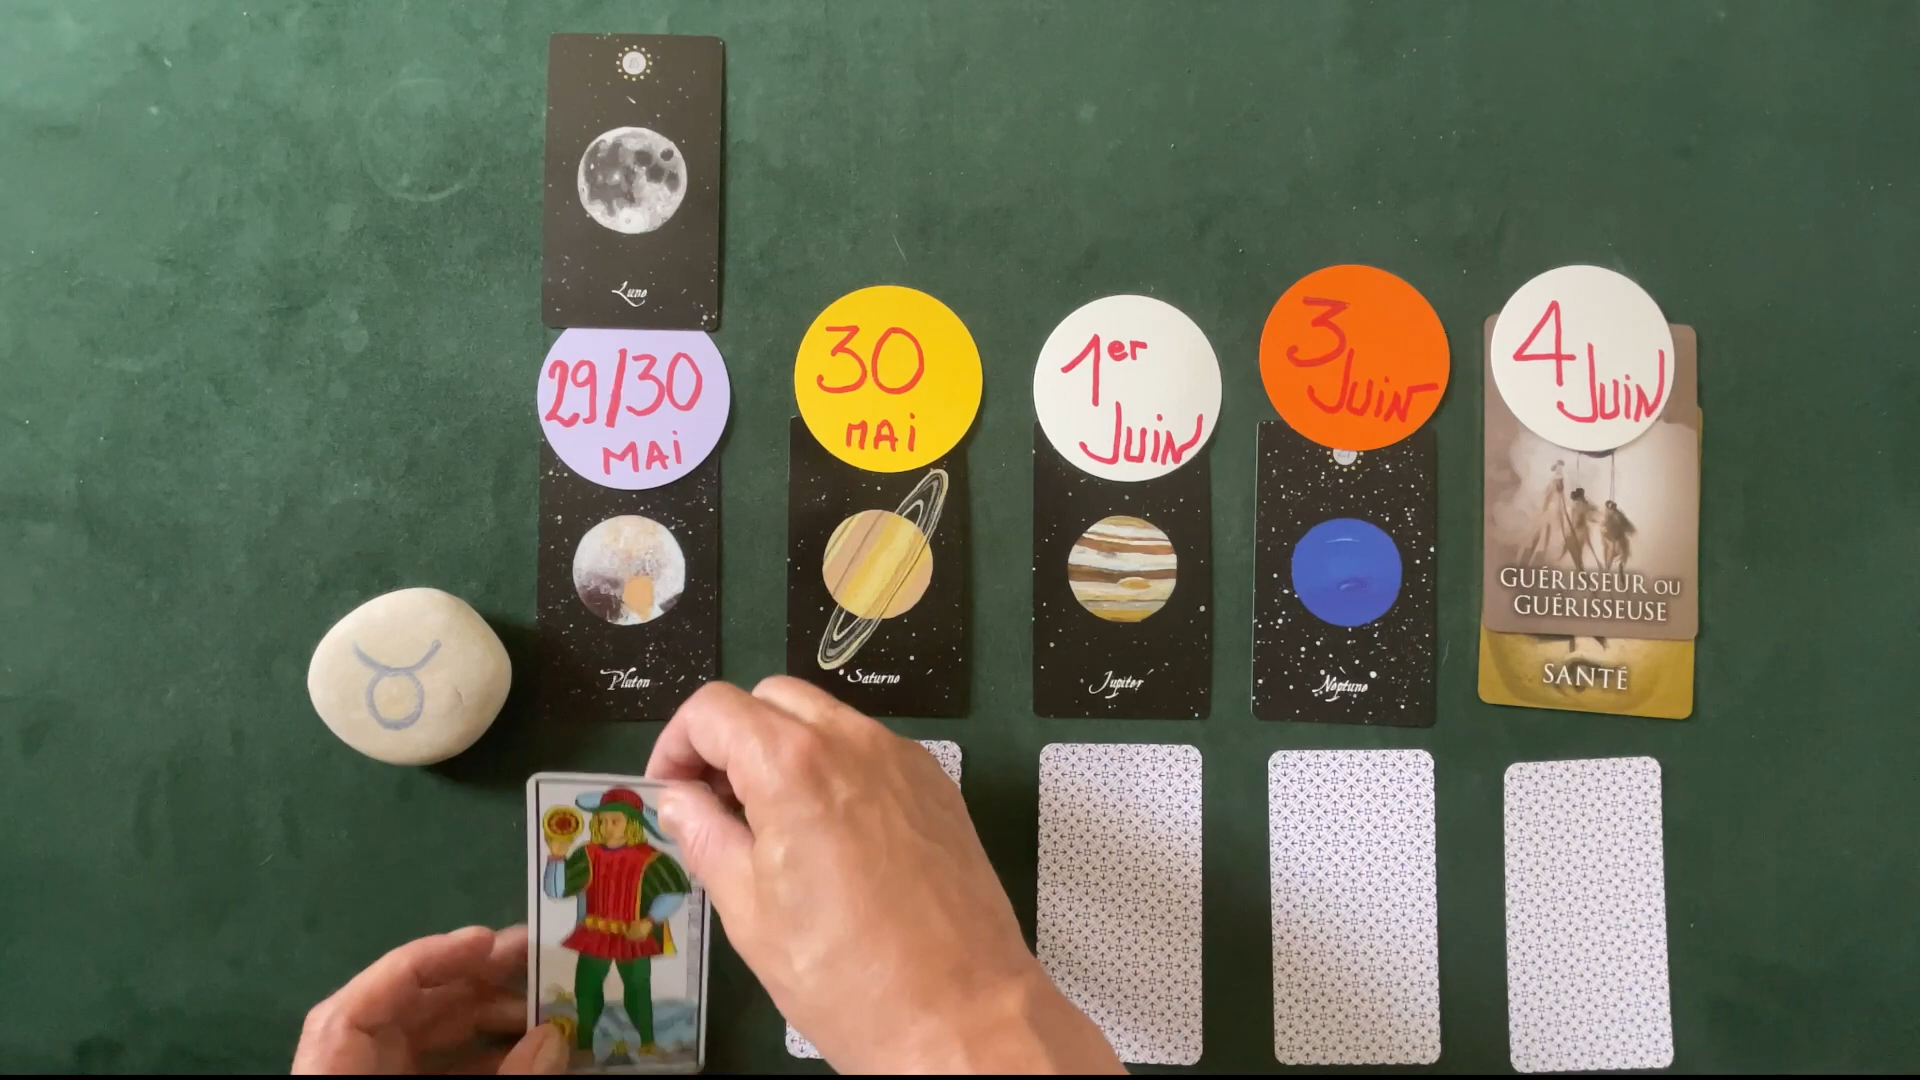 Lune
29/30
MAi
30
MAi
1er
JUiN
3
JUiN
4
JUiN
Pluton
Saturne
Jupiter
Neptune
GUÉRISSEUR OU
GUÉRISSEUSE
SANTÉ